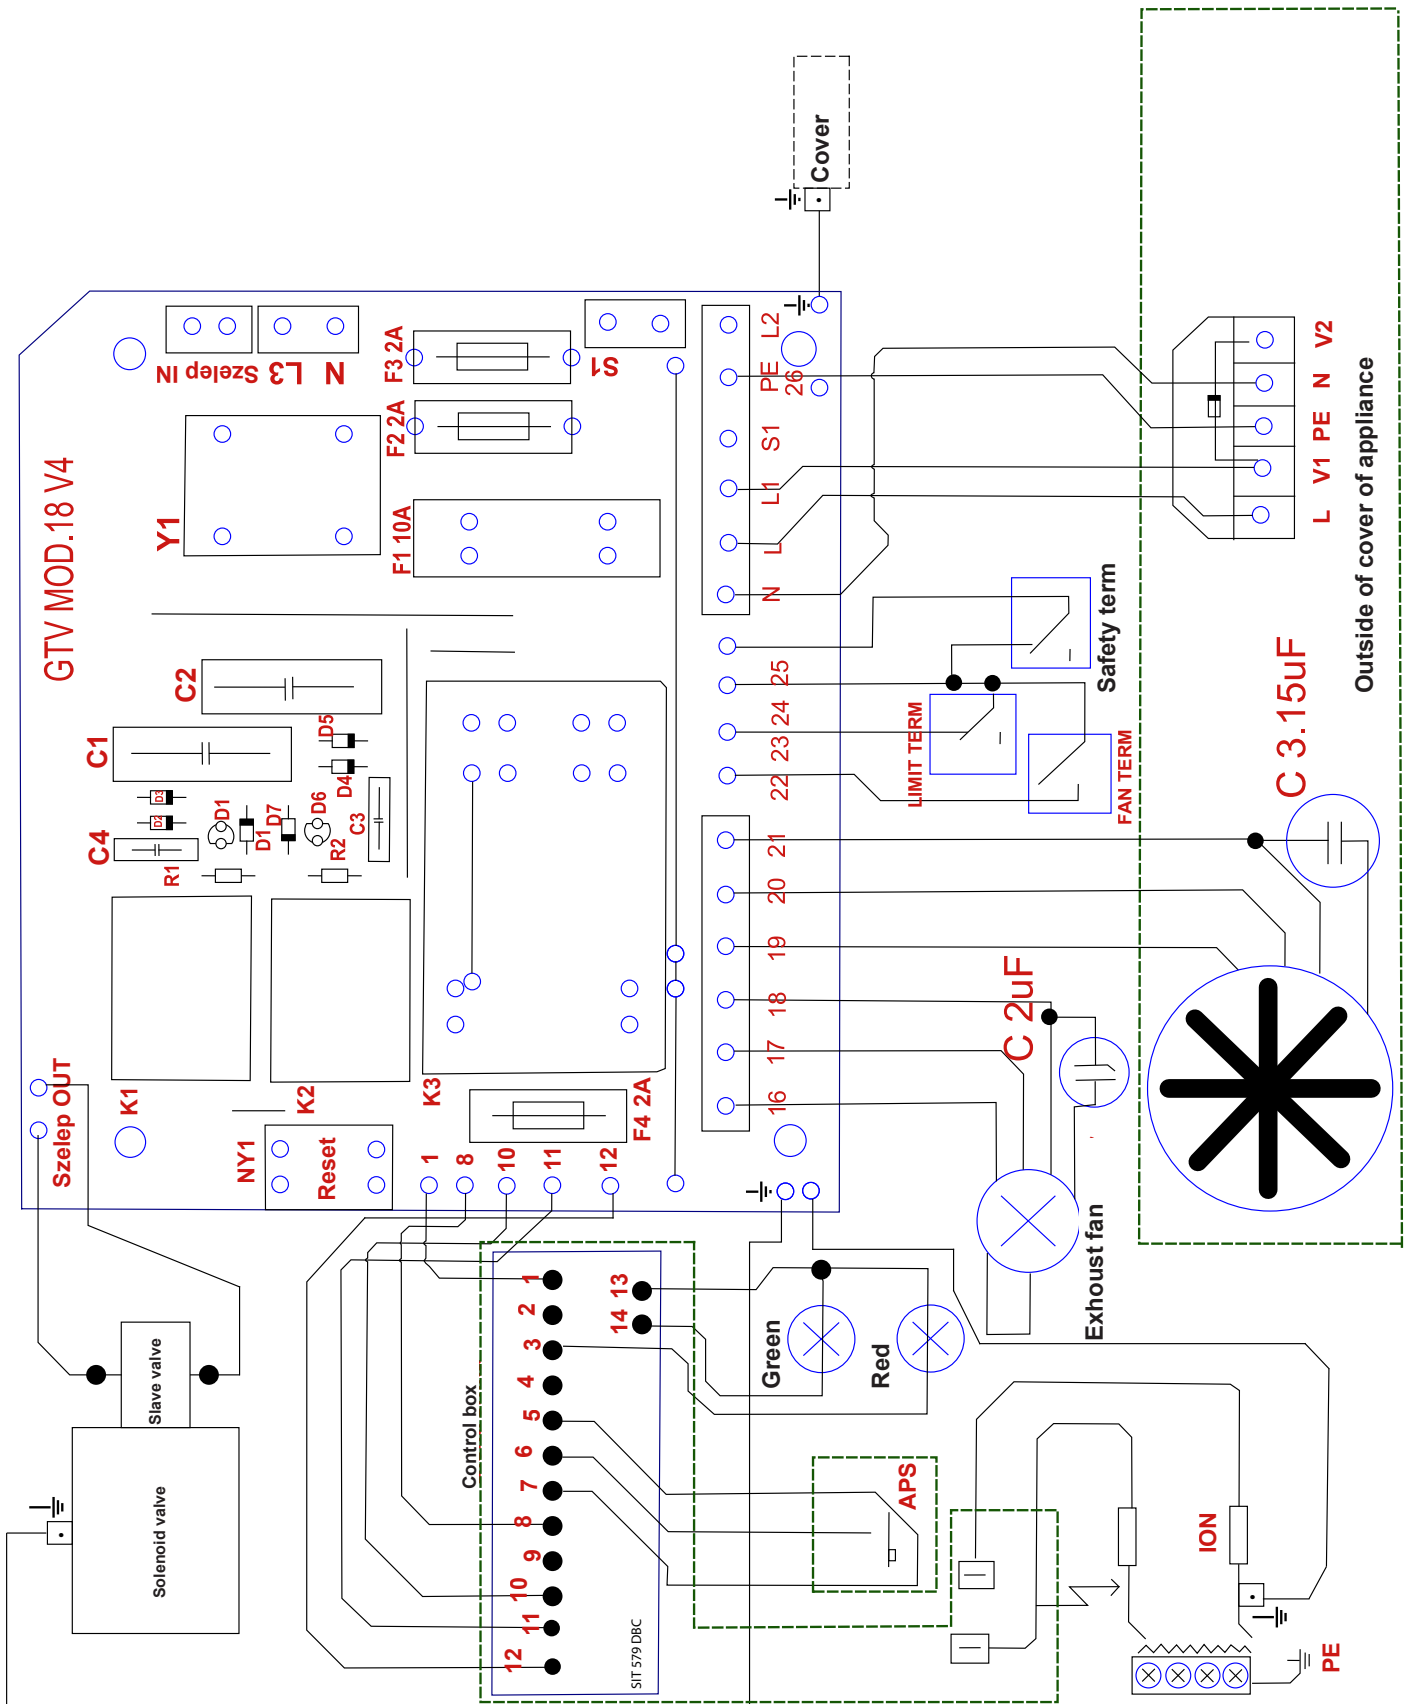 Cover
GTV MOD.18 V4
Szelep IN
L3
N
F3 2A
F2 2A
F1 10A
S1
Y1
C2
C1
D5
D4
D3
D2
D1
D1
D7
D6
C4
C3
R1
R2
K1
K2
K3
F4 2A
Szelep OUT
NY1
Reset
1
8
10
11
12
L2
PE
26
S1
L1
L
N
25
24
23
22
21
20
19
18
17
16
Safety term
LIMIT TERM
FAN TERM
C 3.15uF
C 2uF
Exhoust fan
Outside of cover of appliance
L
V1
PE
N
V2
Slave valve
Solenoid valve
Control box
1
2
3
4
5
6
7
8
9
10
11
12
13
14
SIT 579 DBC
Green
Red
APS
ION
PE